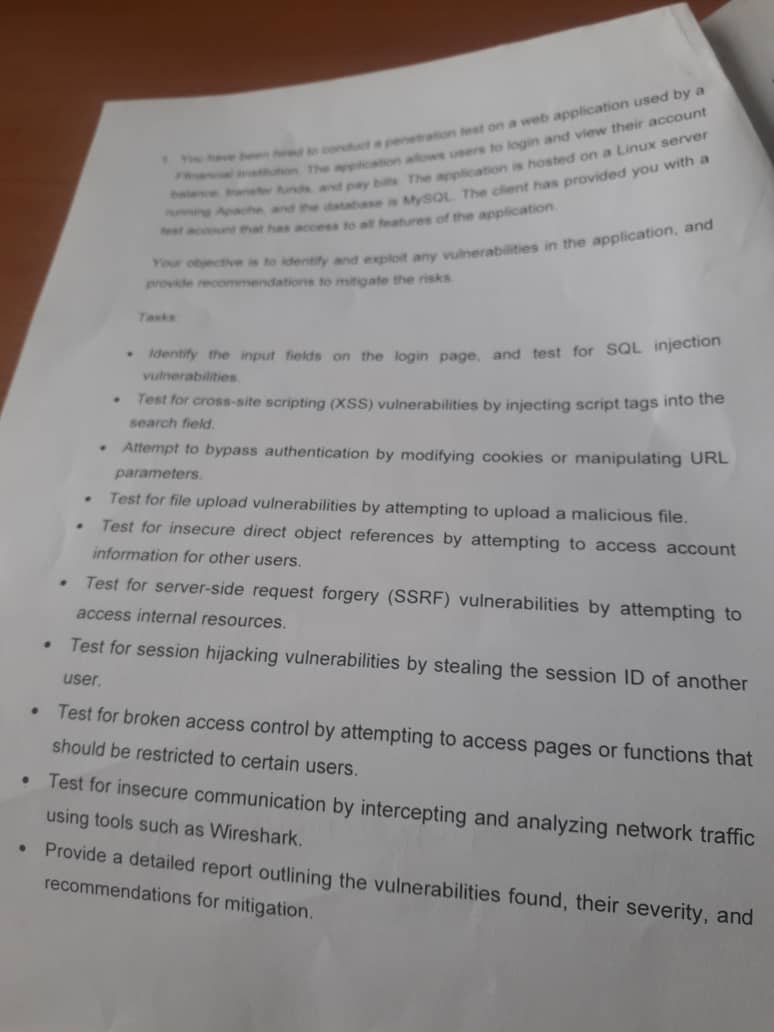 1. You have been hired to conduct a penetration test on a web application used by a
Financial institution. The application allows users to login and view their account
balance, transfer funds, and pay bills. The application is hosted on a Linux server
running Apache, and the database is MySQL. The client has provided you with a
test account that has access to all features of the application.
Your objective is to identify and exploit any vulnerabilities in the application, and
provide recommendations to mitigate the risks.
Tasks:
• Identify the input fields on the login page, and test for SQL injection
vulnerabilities.
• Test for cross-site scripting (XSS) vulnerabilities by injecting script tags into the
search field.
• Attempt to bypass authentication by modifying cookies or manipulating URL
parameters.
• Test for file upload vulnerabilities by attempting to upload a malicious file.
• Test for insecure direct object references by attempting to access account
information for other users.
• Test for server-side request forgery (SSRF) vulnerabilities by attempting to
access internal resources.
• Test for session hijacking vulnerabilities by stealing the session ID of another
user.
• Test for broken access control by attempting to access pages or functions that
should be restricted to certain users.
• Test for insecure communication by intercepting and analyzing network traffic
using tools such as Wireshark.
• Provide a detailed report outlining the vulnerabilities found, their severity, and
recommendations for mitigation.